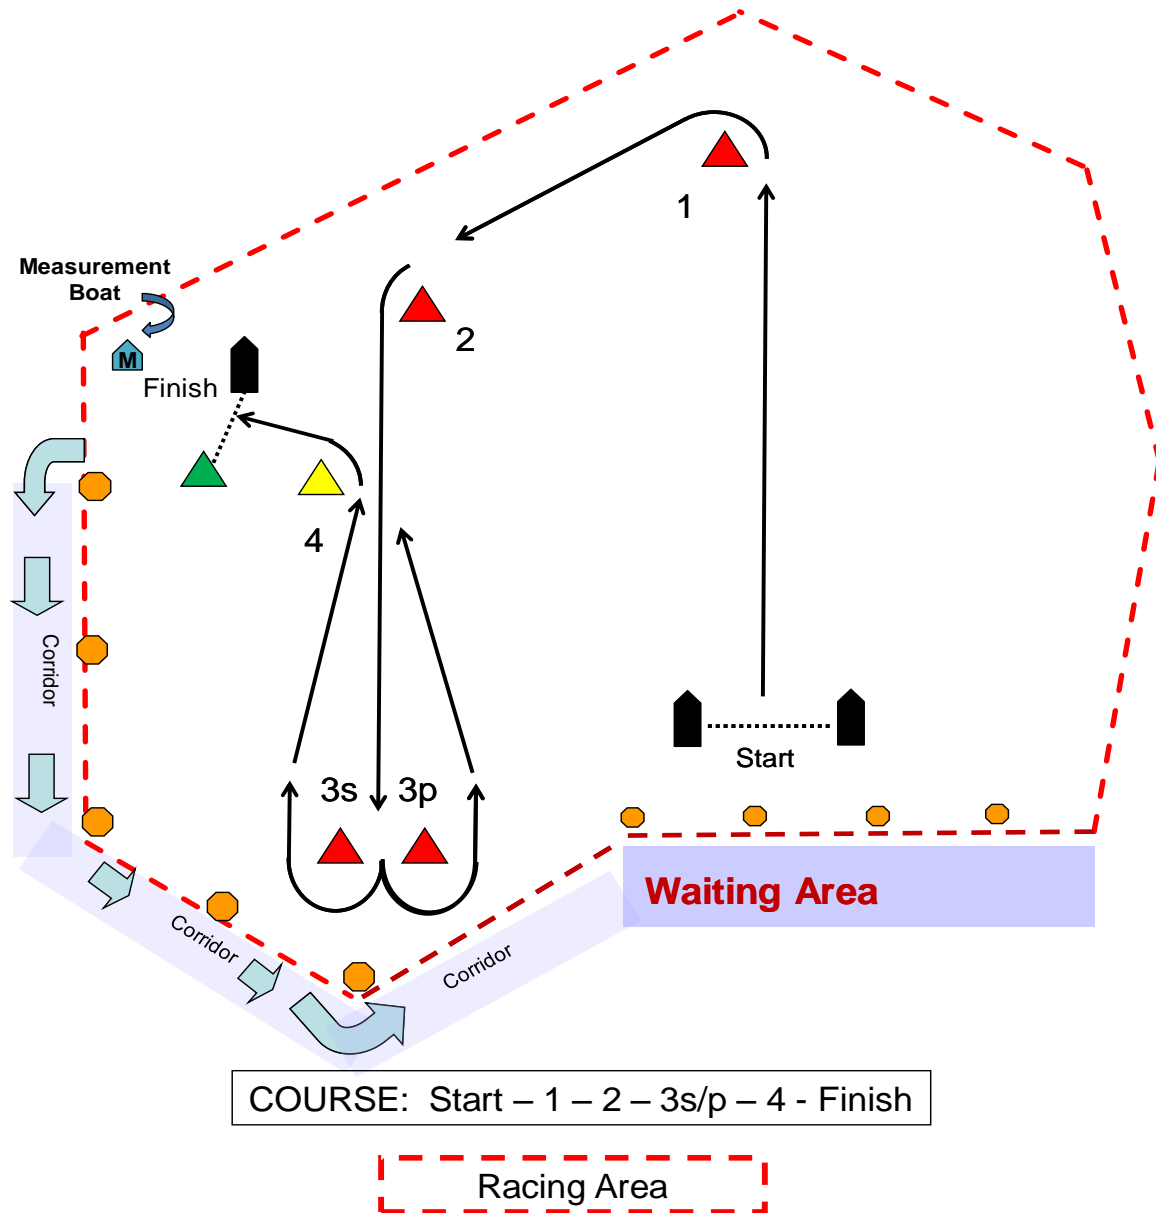 1
Measurement
Boat
2
M
Finish
4
Corridor
Start
3s
3p
Waiting Area
Corridor
Corridor
COURSE:  Start – 1 – 2 – 3s/p – 4 - Finish
Racing Area